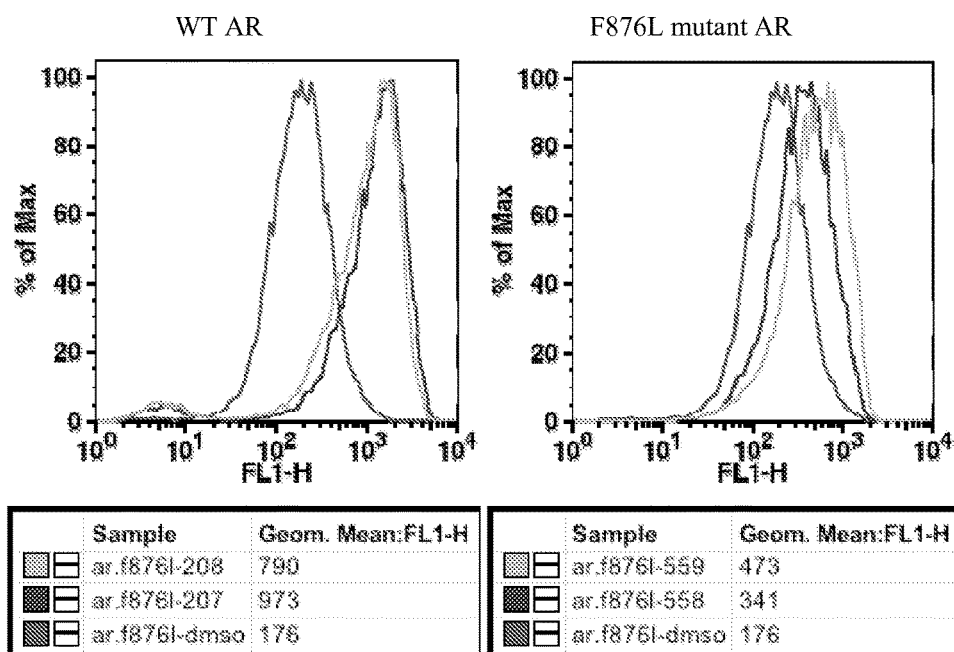 WT AR
F876L mutant AR
100
80
60
40
20
0
% of Max
10^0 10^1 10^2 10^3 10^4
FL1-H
100
80
60
40
20
0
% of Max
10^0 10^1 10^2 10^3 10^4
FL1-H
Sample Geom. Mean:FL1-H
ar.f876l-208 790
ar.f876l-207 973
ar.f876l-dmso 176
Sample Geom. Mean:FL1-H
ar.f876l-559 473
ar.f876l-558 341
ar.f876l-dmso 176